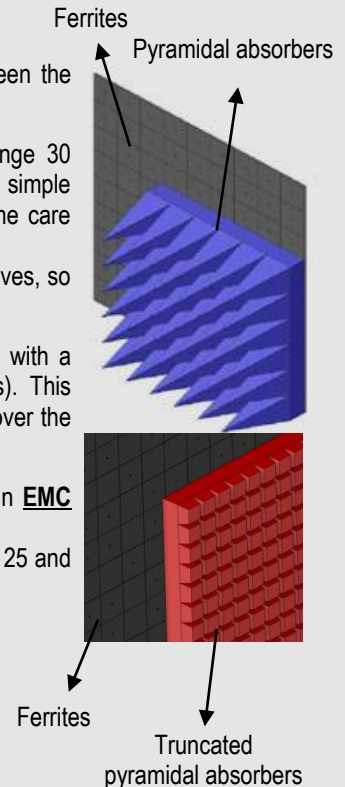 Ferrites
Pyramidal absorbers
een the
nge 30
simple
ne care
ves, so
with a
s). This
over the
n EMC
25 and
Ferrites
Truncated
pyramidal absorbers